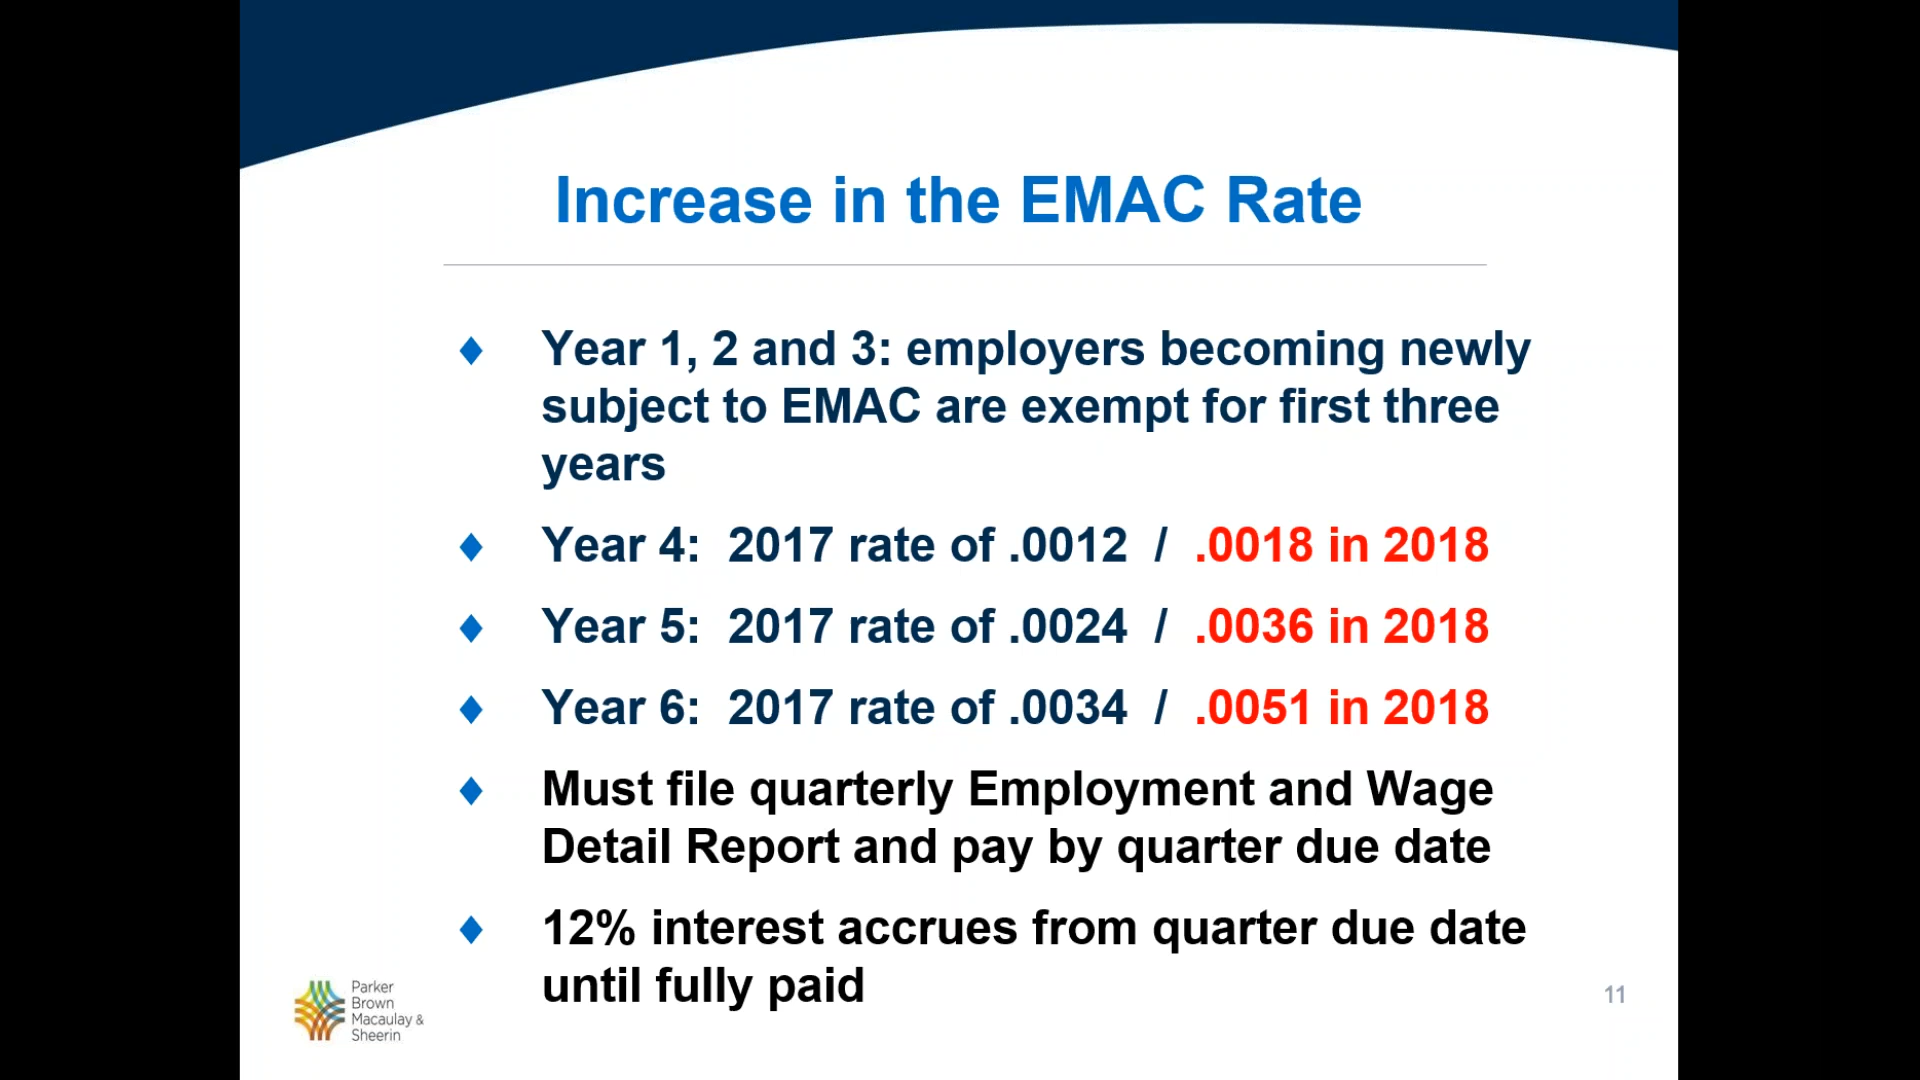 Increase in the EMAC Rate
Year 1, 2 and 3: employers becoming newly
subject to EMAC are exempt for first three
years
Year 4: 2017 rate of .0012 / .0018 in 2018
Year 5: 2017 rate of .0024 / .0036 in 2018
Year 6: 2017 rate of .0034 / .0051 in 2018
Must file quarterly Employment and Wage
Detail Report and pay by quarter due date
12% interest accrues from quarter due date
until fully paid
Parker
Brown
Macaulay &
Sheerin
11